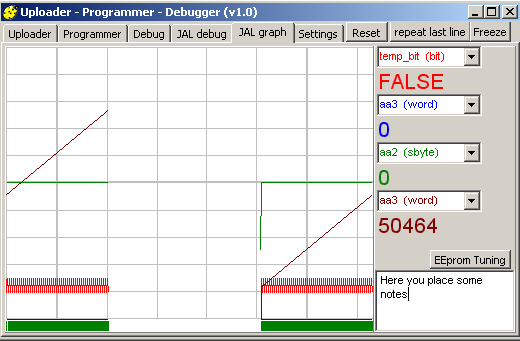 Uploader - Programmer - Debugger (v1.0)
Uploader Programmer Debug JAL debug JAL graph Settings Reset repeat last line Freeze
temp_bit (bit)
FALSE
aa3 (word)
0
aa2 (sbyte)
0
aa3 (word)
50464
EEprom Tuning
Here you place some
notes